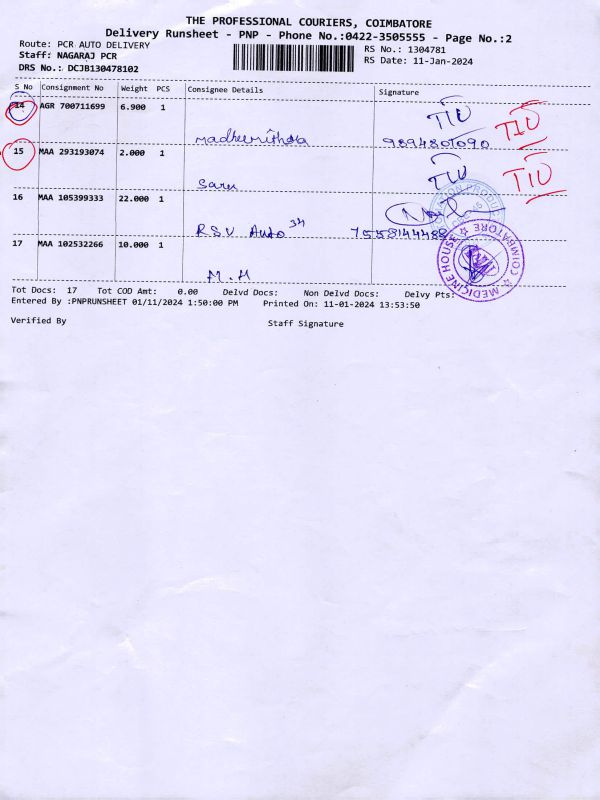 THE PROFESSIONAL COURIERS, COIMBATORE
Delivery Runsheet - PNP - Phone No.:0422-3505555 - Page No.:2
Route: PCR AUTO DELIVERY
RS No.: 1304781
Staff: NAGARAJ PCR
RS Date: 11-Jan-2024
DRS No.: DCJB130478102
S No Consignment No Weight PCS Consignee Details Signature
14 AGR 700711699 6.900 1
TIU
TIU
9894807090
15 MAA 293193074 2.000 1
TIU
TIU
Saru
16 MAA 105399333 22.000 1
R.S.V Auto 34 7558144488
17 MAA 102532266 10.000 1
M.H
MEDICINE HOUSE ☆ COIMBATORE ☆
Tot Docs: 17 Tot COD Amt: 0.00 Delvd Docs: Non Delvd Docs: Delvy Pts:
Entered By :PNPRUNSHEET 01/11/2024 1:50:00 PM Printed On: 11-01-2024 13:53:50
Verified By Staff Signature